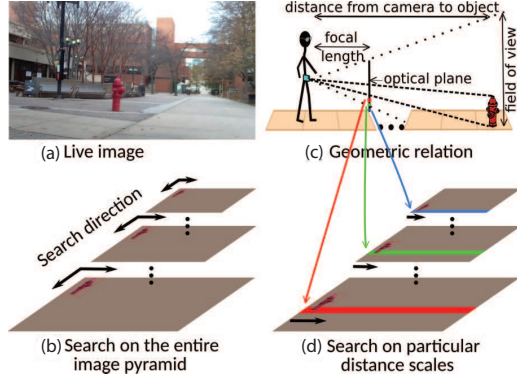 distance from camera to object
focal
length
optical plane
field of view
(a) Live image
(c) Geometric relation
Search direction
(b) Search on the entire
image pyramid
(d) Search on particular
distance scales